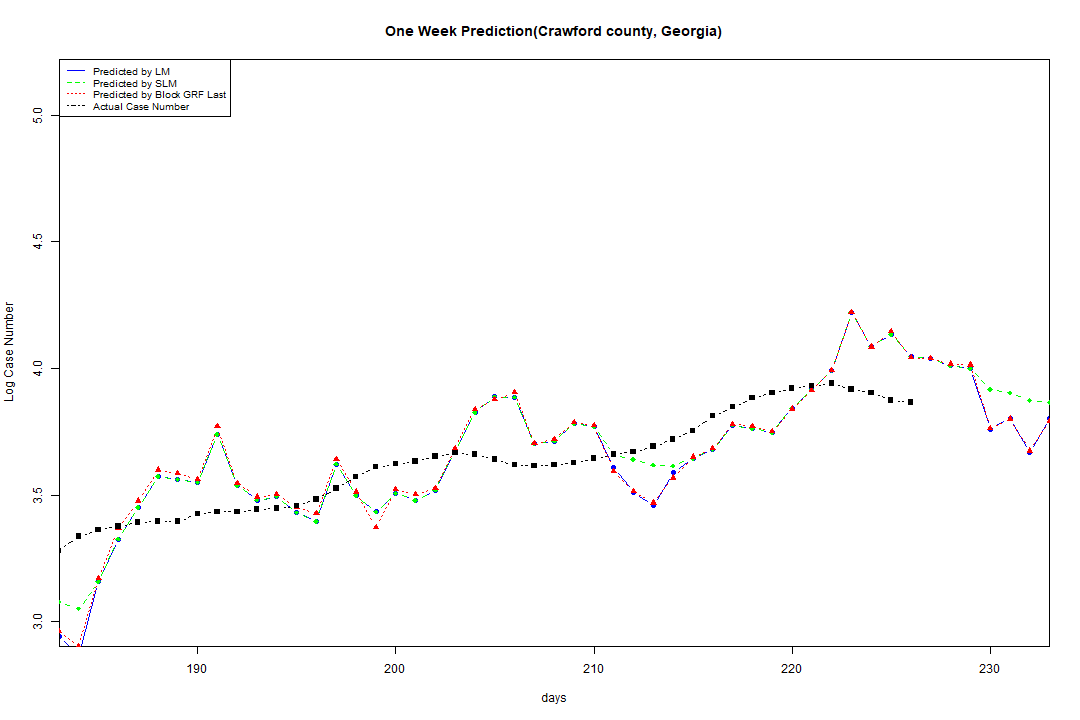 One Week Prediction(Crawford county, Georgia)
Predicted by LM
Predicted by SLM
Predicted by Block GRF Last
Actual Case Number
5.0
4.5
4.0
3.5
3.0
Log Case Number
190 200 210 220 230
days